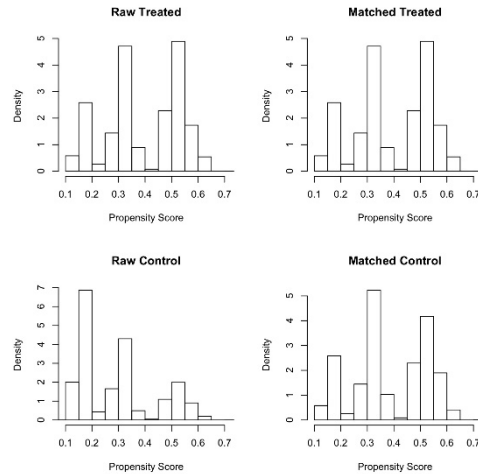 Raw Treated
Density
0 1 2 3 4 5
0.1 0.2 0.3 0.4 0.5 0.6 0.7
Propensity Score
Matched Treated
Density
0 1 2 3 4 5
0.1 0.2 0.3 0.4 0.5 0.6 0.7
Propensity Score
Raw Control
Density
0 1 2 3 4 5 6 7
0.1 0.2 0.3 0.4 0.5 0.6 0.7
Propensity Score
Matched Control
Density
0 1 2 3 4 5
0.1 0.2 0.3 0.4 0.5 0.6 0.7
Propensity Score